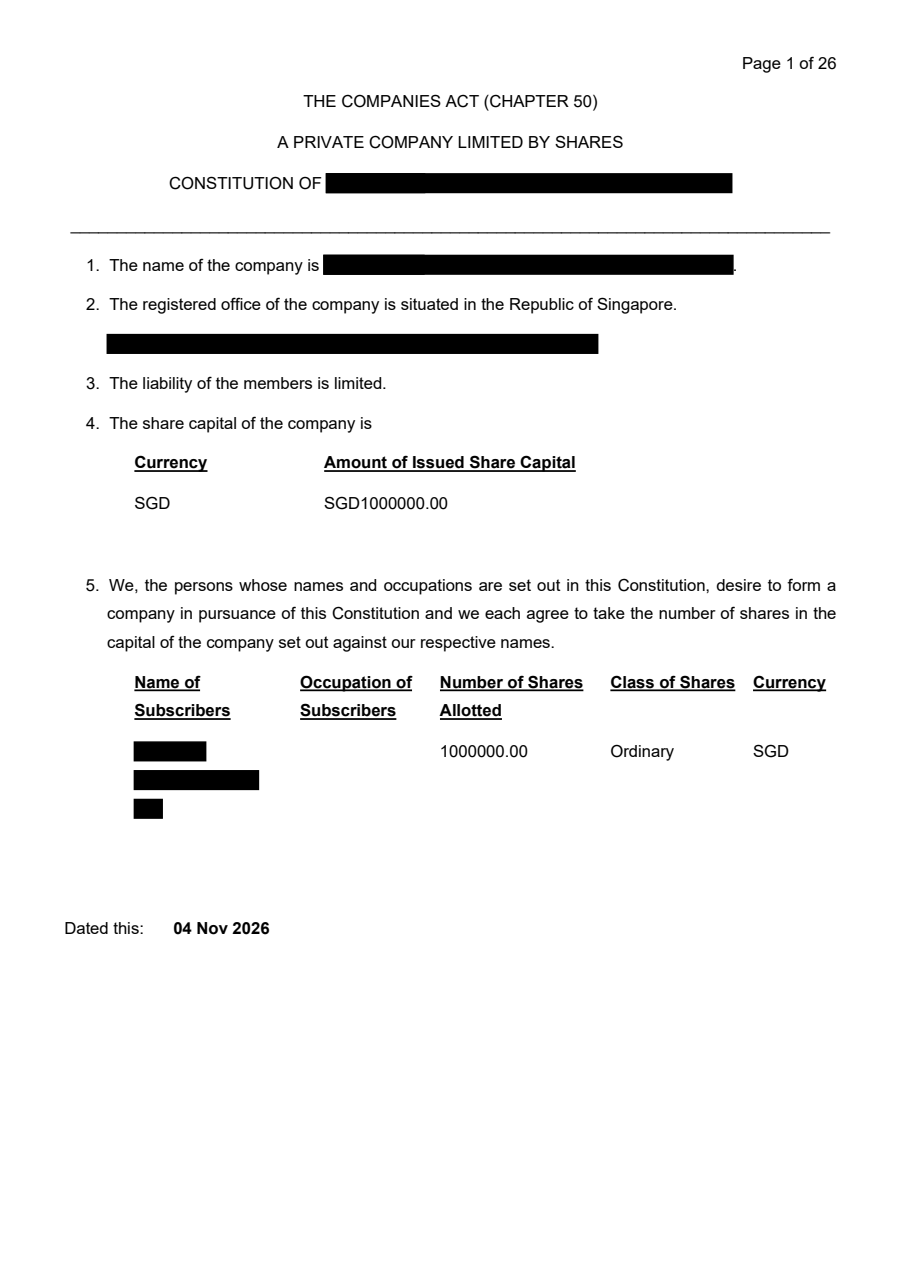 Page 1 of 26
THE COMPANIES ACT (CHAPTER 50)
A PRIVATE COMPANY LIMITED BY SHARES
CONSTITUTION OF
1. The name of the company is .
2. The registered office of the company is situated in the Republic of Singapore.
3. The liability of the members is limited.
4. The share capital of the company is
Currency Amount of Issued Share Capital
SGD SGD1000000.00
5. We, the persons whose names and occupations are set out in this Constitution, desire to form a
company in pursuance of this Constitution and we each agree to take the number of shares in the
capital of the company set out against our respective names.
Name of Occupation of Number of Shares Class of Shares Currency
Subscribers Subscribers Allotted
1000000.00 Ordinary SGD
Dated this: 04 Nov 2026